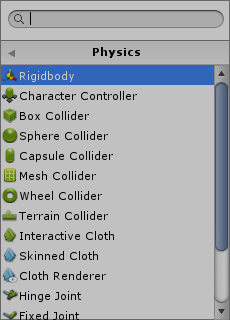 Physics
Rigidbody
Character Controller
Box Collider
Sphere Collider
Capsule Collider
Mesh Collider
Wheel Collider
Terrain Collider
Interactive Cloth
Skinned Cloth
Cloth Renderer
Hinge Joint
Fixed Joint